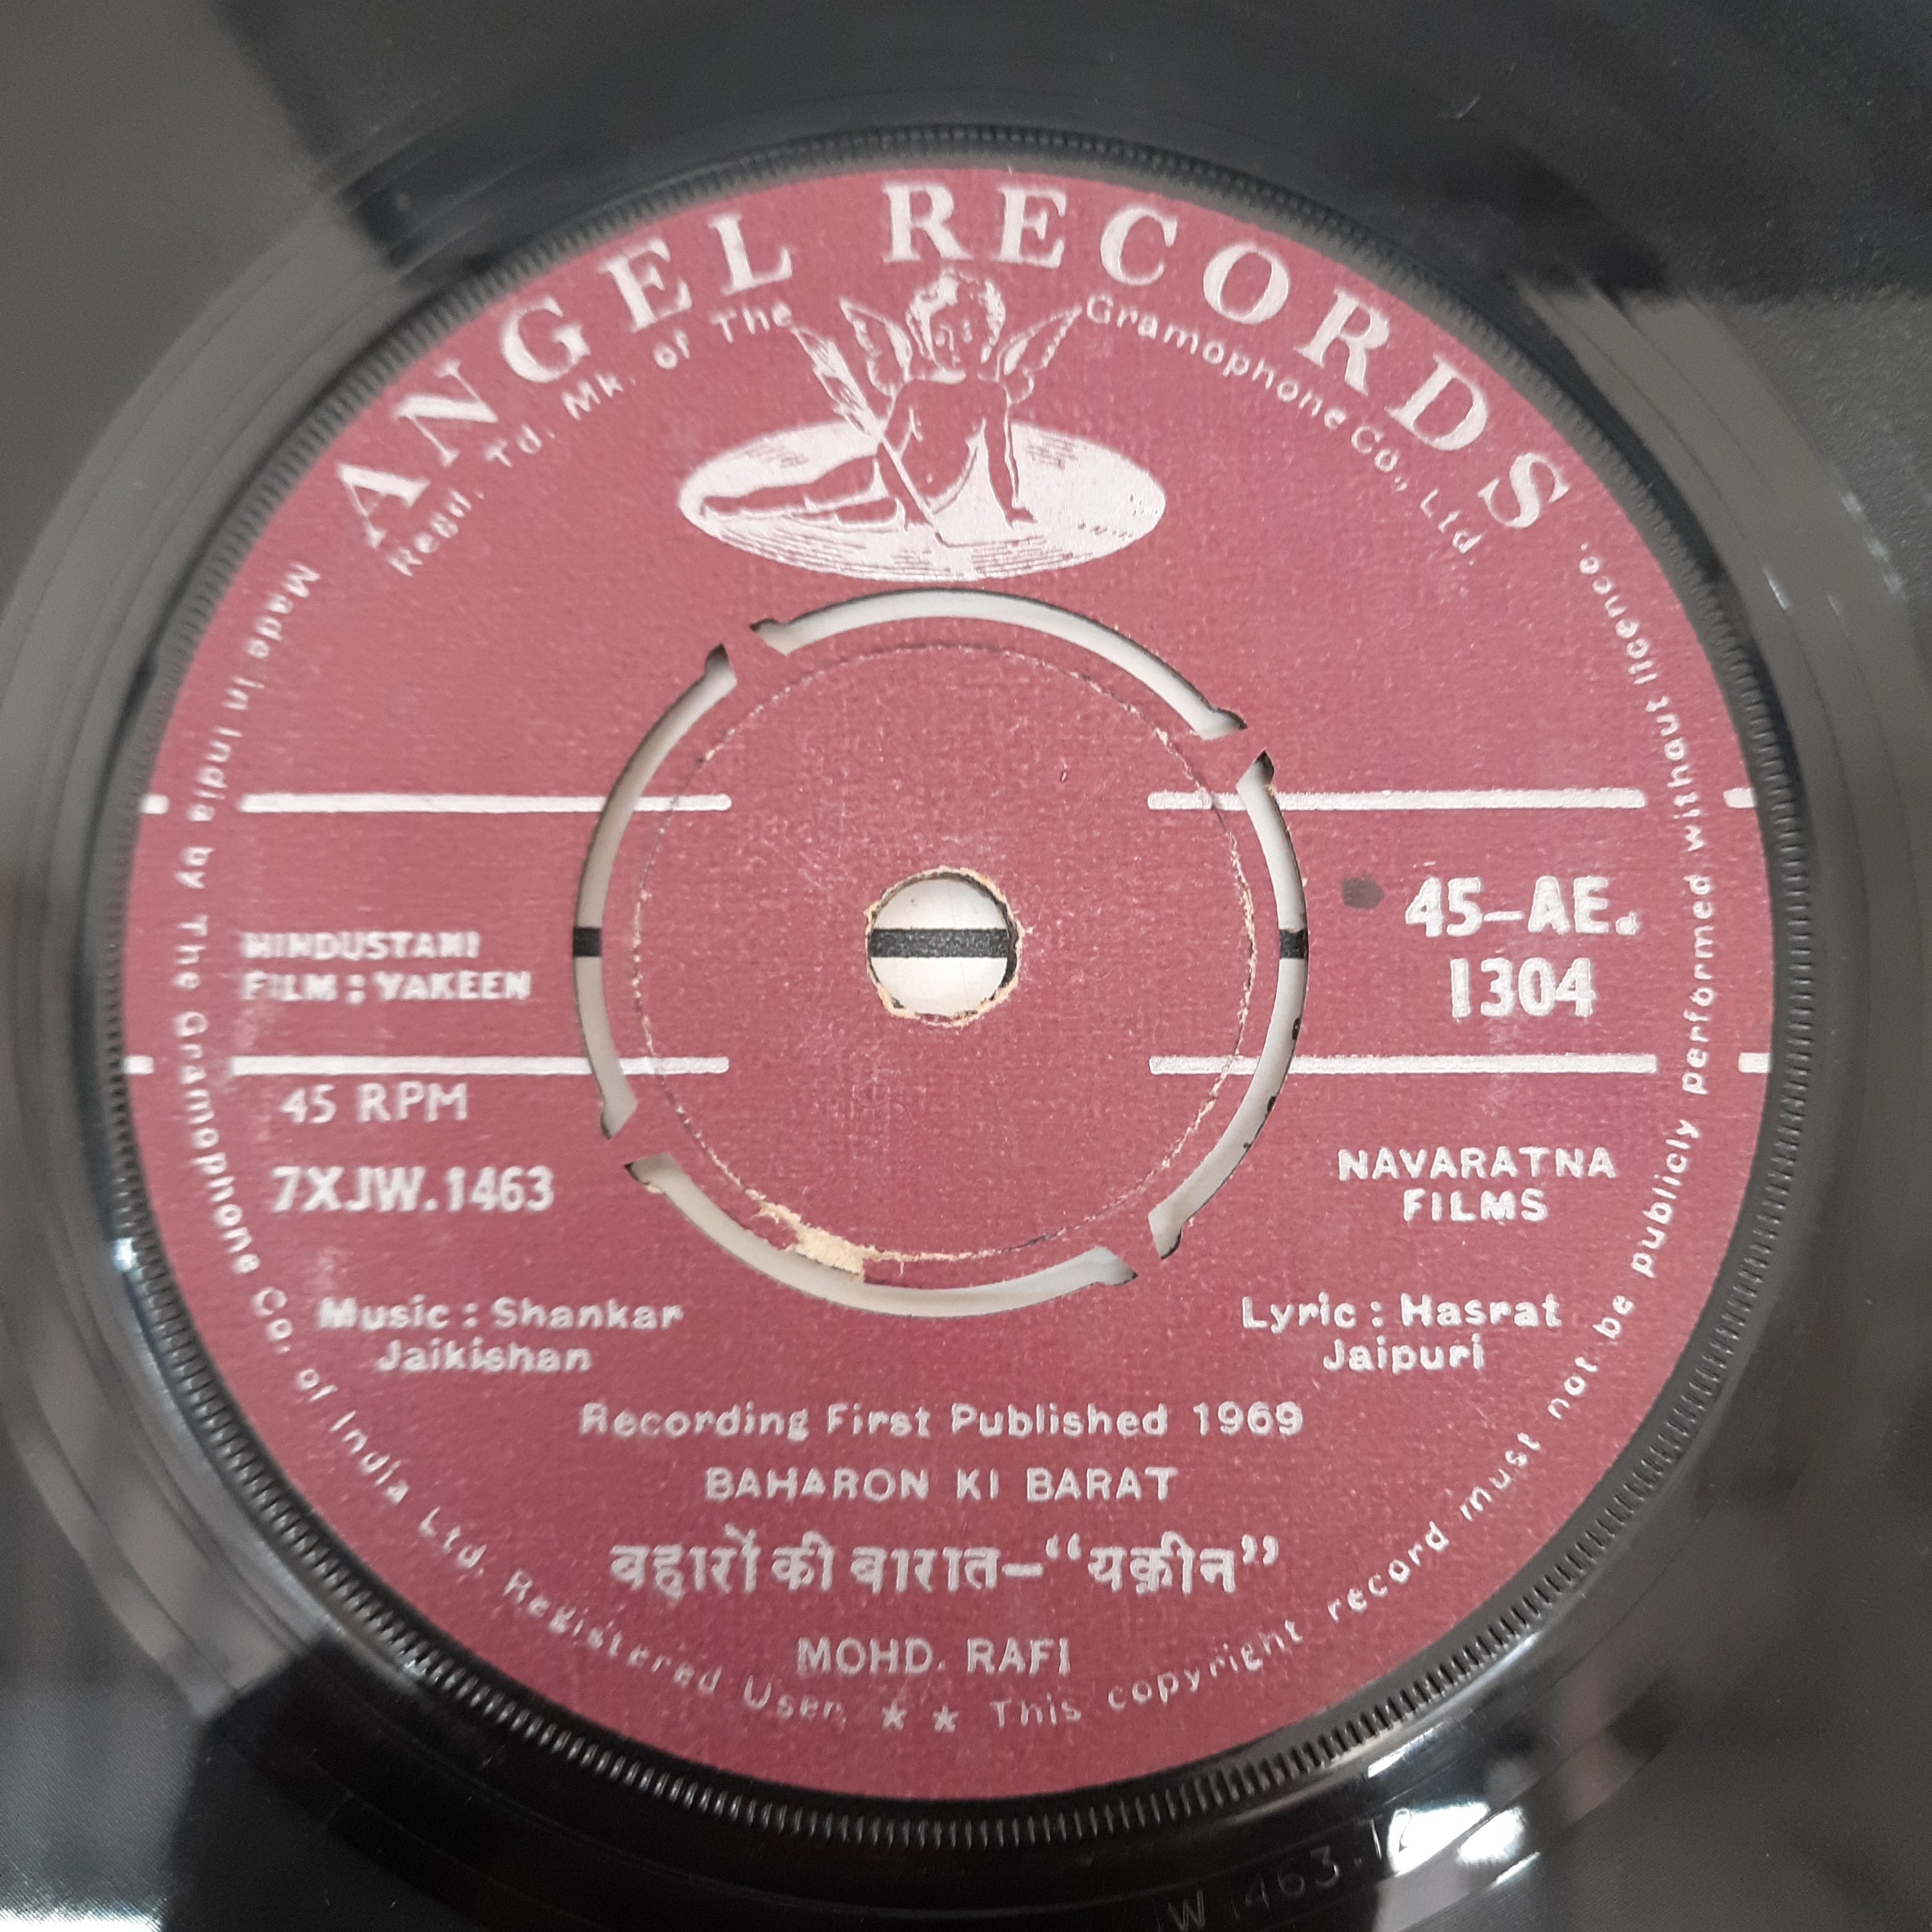 ANGEL RECORDS
Regd. Td. Mk. of The Gramophone Co., Ltd.
HINDUSTANI
FILM : YAKEEN
45-AE.
1304
45 RPM
7XJW.1463
NAVARATNA
FILMS
Music : Shankar
Jaikishan
Lyric : Hasrat
Jaipuri
Recording First Published 1969
BAHARON KI BARAT
बहारों की बारात–“यक़ीन”
MOHD. RAFI
Made in India by The Gramophone Co. of India Ltd. Registered User. ★ ★ This copyright record must not be publicly performed without licence.